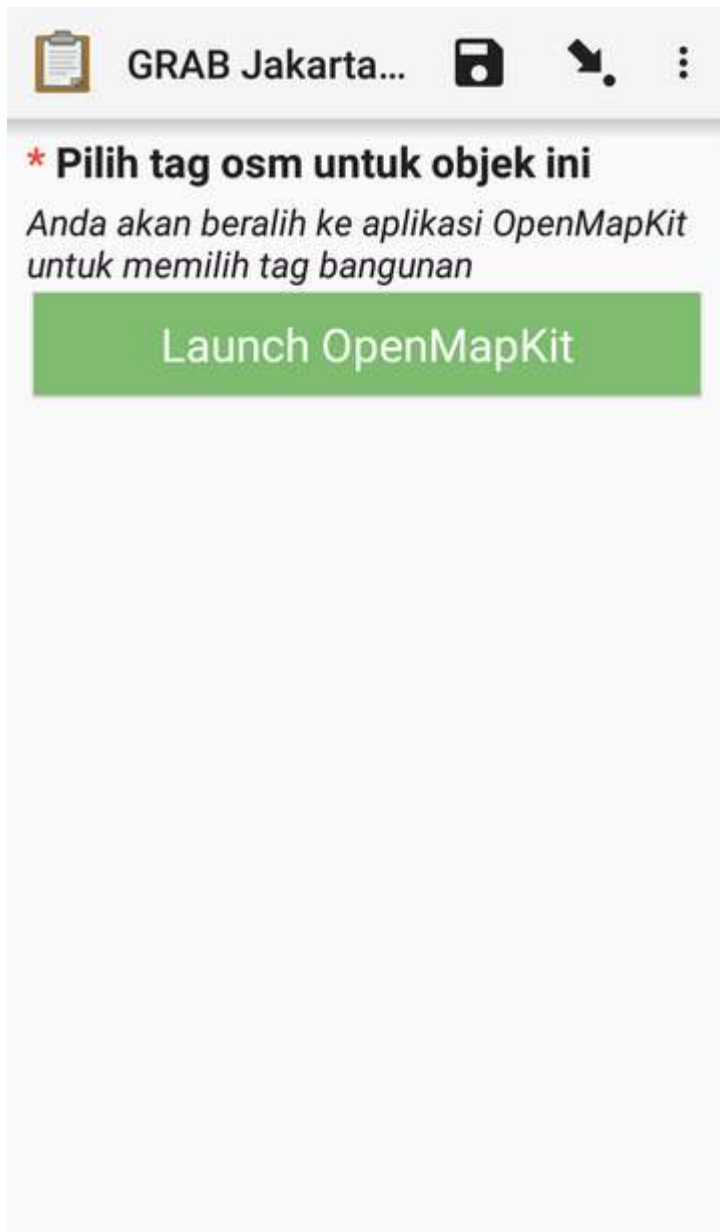 GRAB Jakarta...
* Pilih tag osm untuk objek ini
Anda akan beralih ke aplikasi OpenMapKit
untuk memilih tag bangunan
Launch OpenMapKit